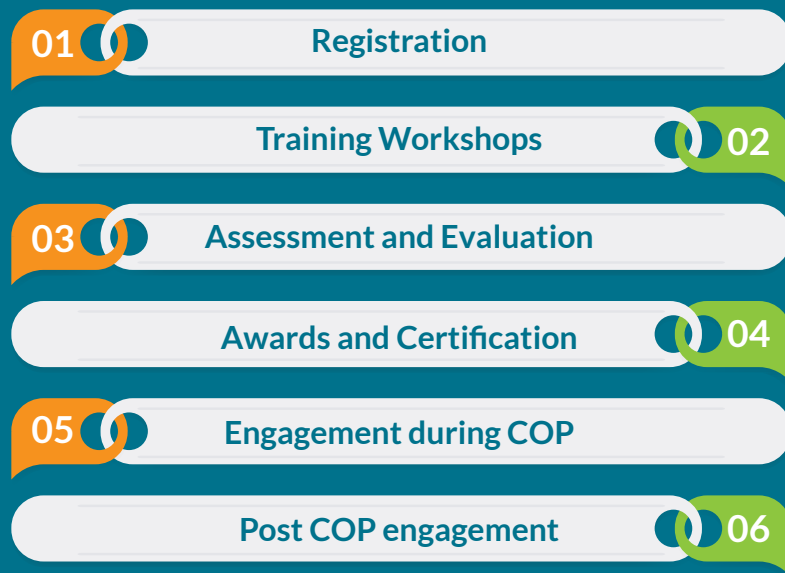 01 Registration
Training Workshops 02
03 Assessment and Evaluation
Awards and Certification 04
05 Engagement during COP
Post COP engagement 06